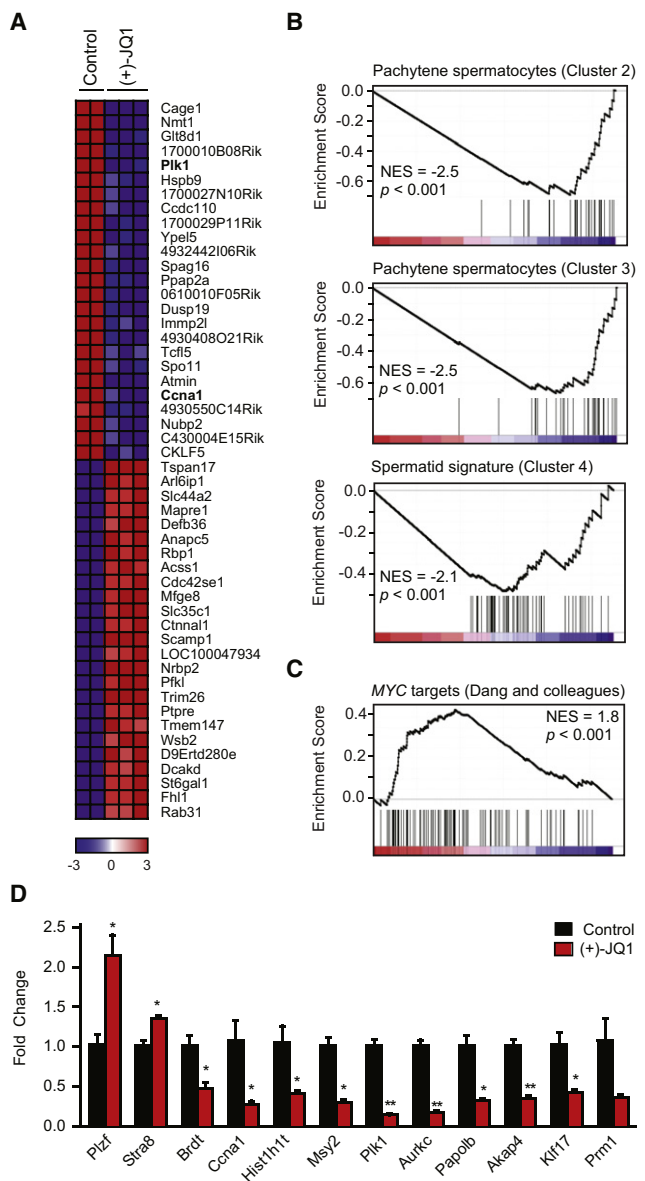 A
Control
(+)-JQ1
Cage1
Nmt1
Glt8d1
1700010B08Rik
Plk1
Hspb9
1700027N10Rik
Ccdc110
1700029P11Rik
Ypel5
4932442I06Rik
Spag16
Ppap2a
0610010F05Rik
Dusp19
Immp2l
4930408O21Rik
Tcfl5
Spo11
Atmin
Ccna1
4930550C14Rik
Nubp2
C430004E15Rik
CKLF5
Tspan17
Arl6ip1
Slc44a2
Mapre1
Defb36
Anapc5
Rbp1
Acss1
Cdc42se1
Mfge8
Slc35c1
Ctnnal1
Scamp1
LOC100047934
Nrbp2
Pfkl
Trim26
Ptpre
Tmem147
Wsb2
D9Ertd280e
Dcakd
St6gal1
Fhl1
Rab31
-3 0 3
B
Pachytene spermatocytes (Cluster 2)
Enrichment Score
0.0
-0.2
-0.4
-0.6
NES = -2.5
p < 0.001
Pachytene spermatocytes (Cluster 3)
Enrichment Score
0.0
-0.2
-0.4
-0.6
NES = -2.5
p < 0.001
Spermatid signature (Cluster 4)
Enrichment Score
0.0
-0.2
-0.4
NES = -2.1
p < 0.001
C
MYC targets (Dang and colleagues)
Enrichment Score
0.4
0.2
0.0
NES = 1.8
p < 0.001
D
Fold Change
2.5
2.0
1.5
1.0
0.5
0.0
Control
(+)-JQ1
* * * * * * ** ** * ** *
Plzf
Stra8
Brdt
Ccna1
Hist1h1t
Msy2
Plk1
Aurkc
Papolb
Akap4
Klf17
Prm1